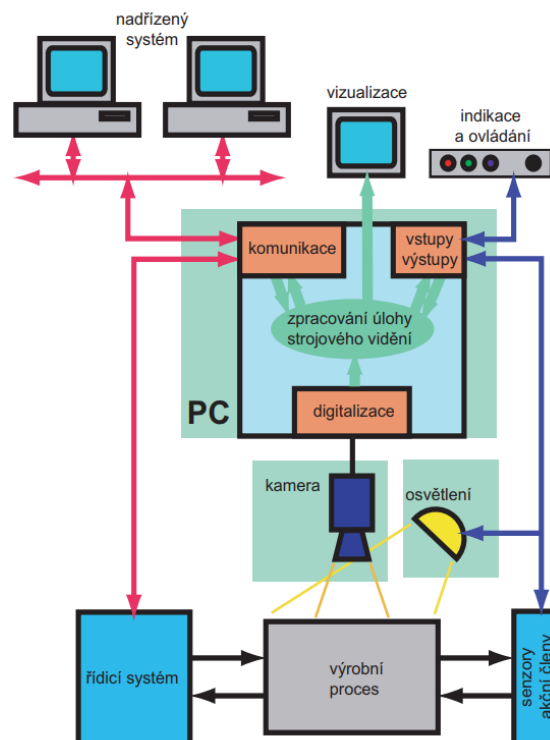 nadřízený
systém
vizualizace
indikace
a ovládání
komunikace
vstupy
výstupy
zpracování úlohy
strojového vidění
PC
digitalizace
kamera
osvětlení
řídicí systém
výrobní
proces
senzory
akční členy